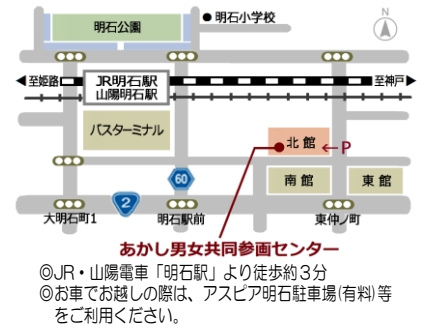 明石公園
明石小学校
N
至姫路
JR明石駅
山陽明石駅
至神戸
バスターミナル
北館
P
60
南館
東館
2
大明石町1
明石駅前
東仲ノ町
あかし男女共同参画センター
◎JR・山陽電車「明石駅」より徒歩約3分
◎お車でお越しの際は、アスピア明石駐車場(有料)等
をご利用ください。